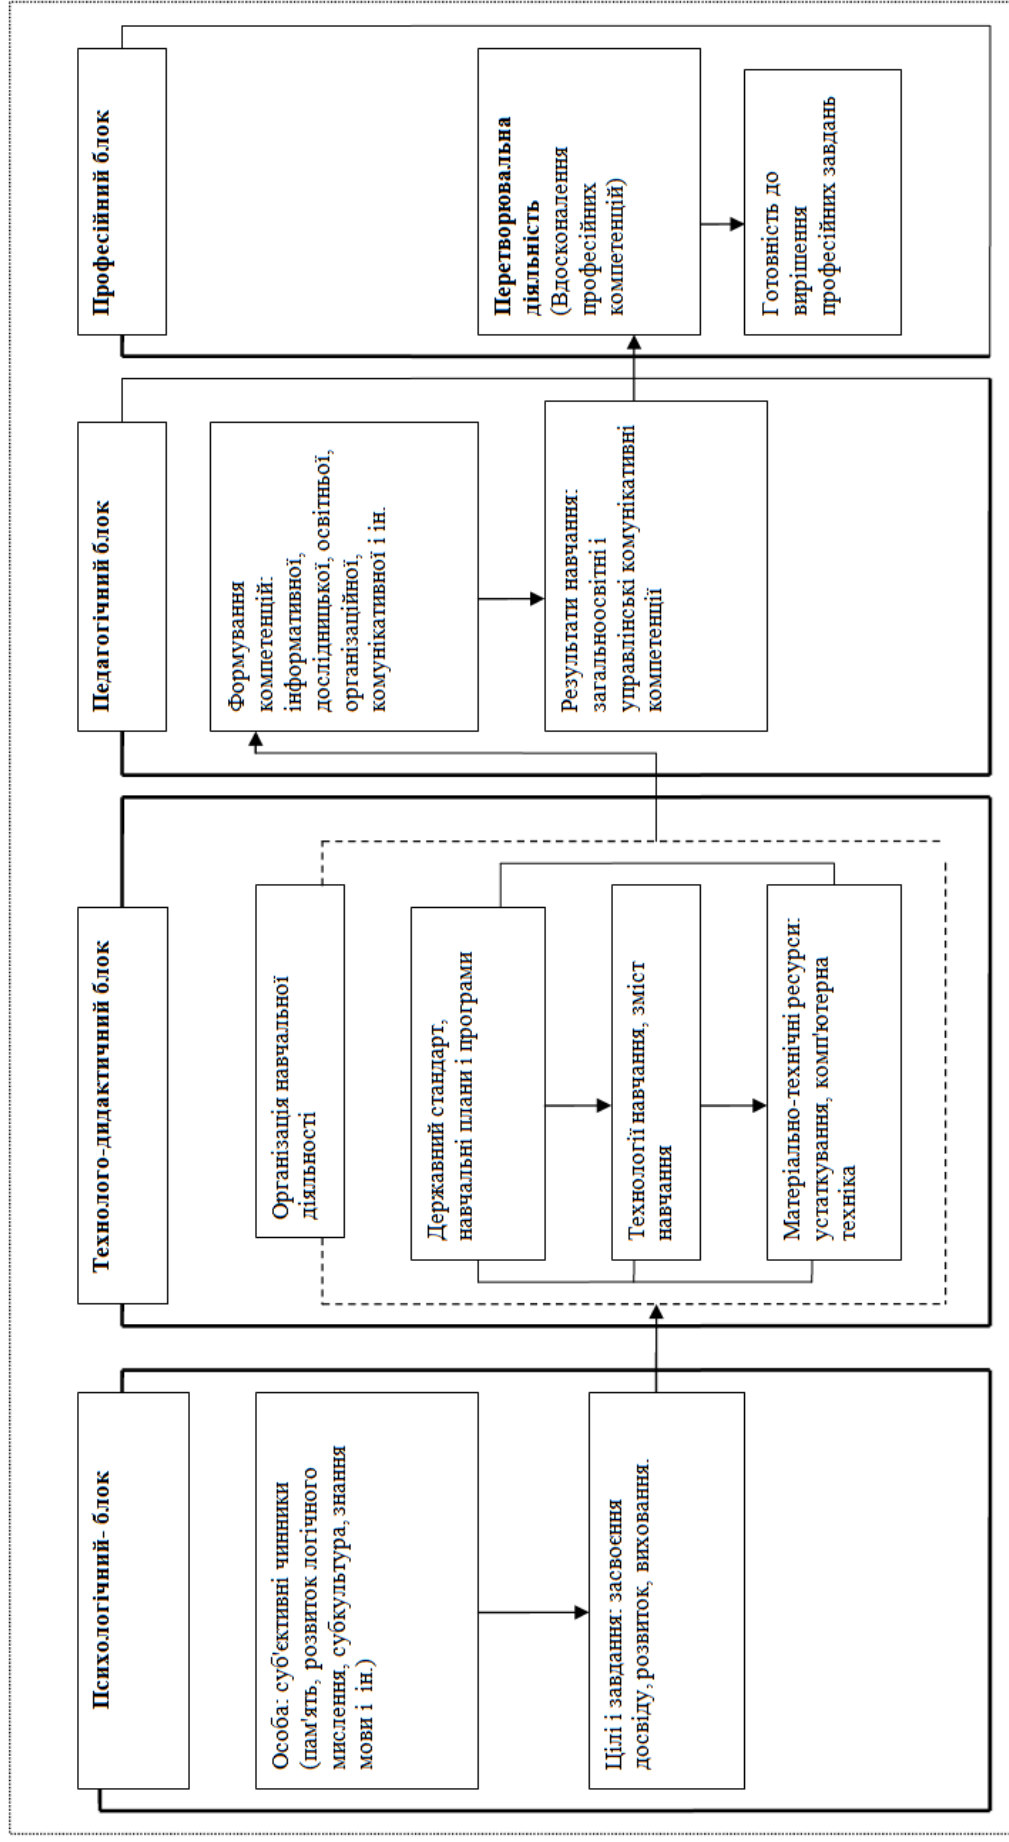 Психологічний- блок
Особа: суб'єктивні чинники
(пам'ять, розвиток логічного
мислення, субкультура, знання
мови і ін.)
Цілі і завдання: засвоєння
досвіду, розвиток, виховання.
Технолого-дидактичний блок
Організація навчальної
діяльності
Державний стандарт,
навчальні плани і програми
Технології навчання, зміст
навчання
Матеріально-технічні ресурси:
устаткування, комп'ютерна
техніка
Педагогічний блок
Формування
компетенцій:
інформативної,
дослідницької, освітньої,
організаційної,
комунікативної і ін.
Результати навчання:
загальноосвітні і
управлінські комунікативні
компетенції
Професійний блок
Перетворювальна
діяльність
(Вдосконалення
професійних
компетенцій)
Готовність до
вирішення
професійних завдань